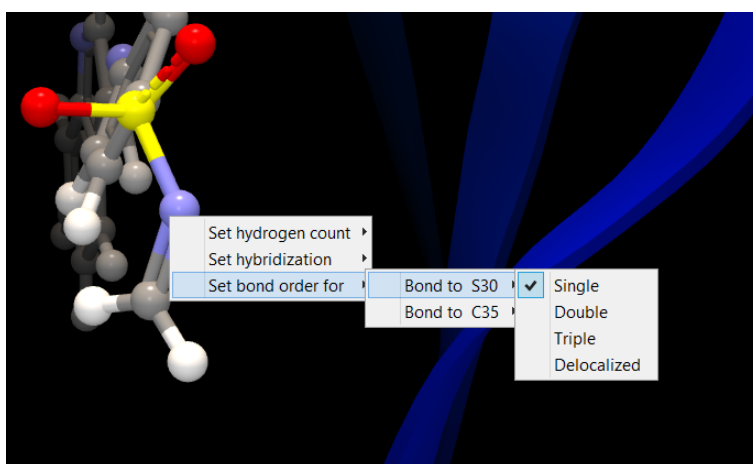 Set hydrogen count
Set hybridization
Set bond order for
Bond to S30
Bond to C35
Single
Double
Triple
Delocalized